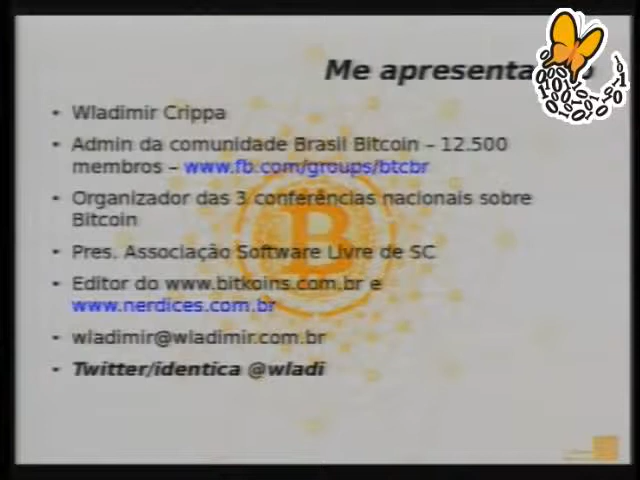 Me apresenta
• Wladimir Crippa
• Admin da comunidade Brasil Bitcoin – 12.500
membros – www.fb.com/groups/btcbr
• Organizador das 3 conferências nacionais sobre
Bitcoin
• Pres. Associação Software Livre de SC
• Editor do www.bitkoins.com.br e
www.nerdices.com.br
• wladimir@wladimir.com.br
• Twitter/identica @wladi